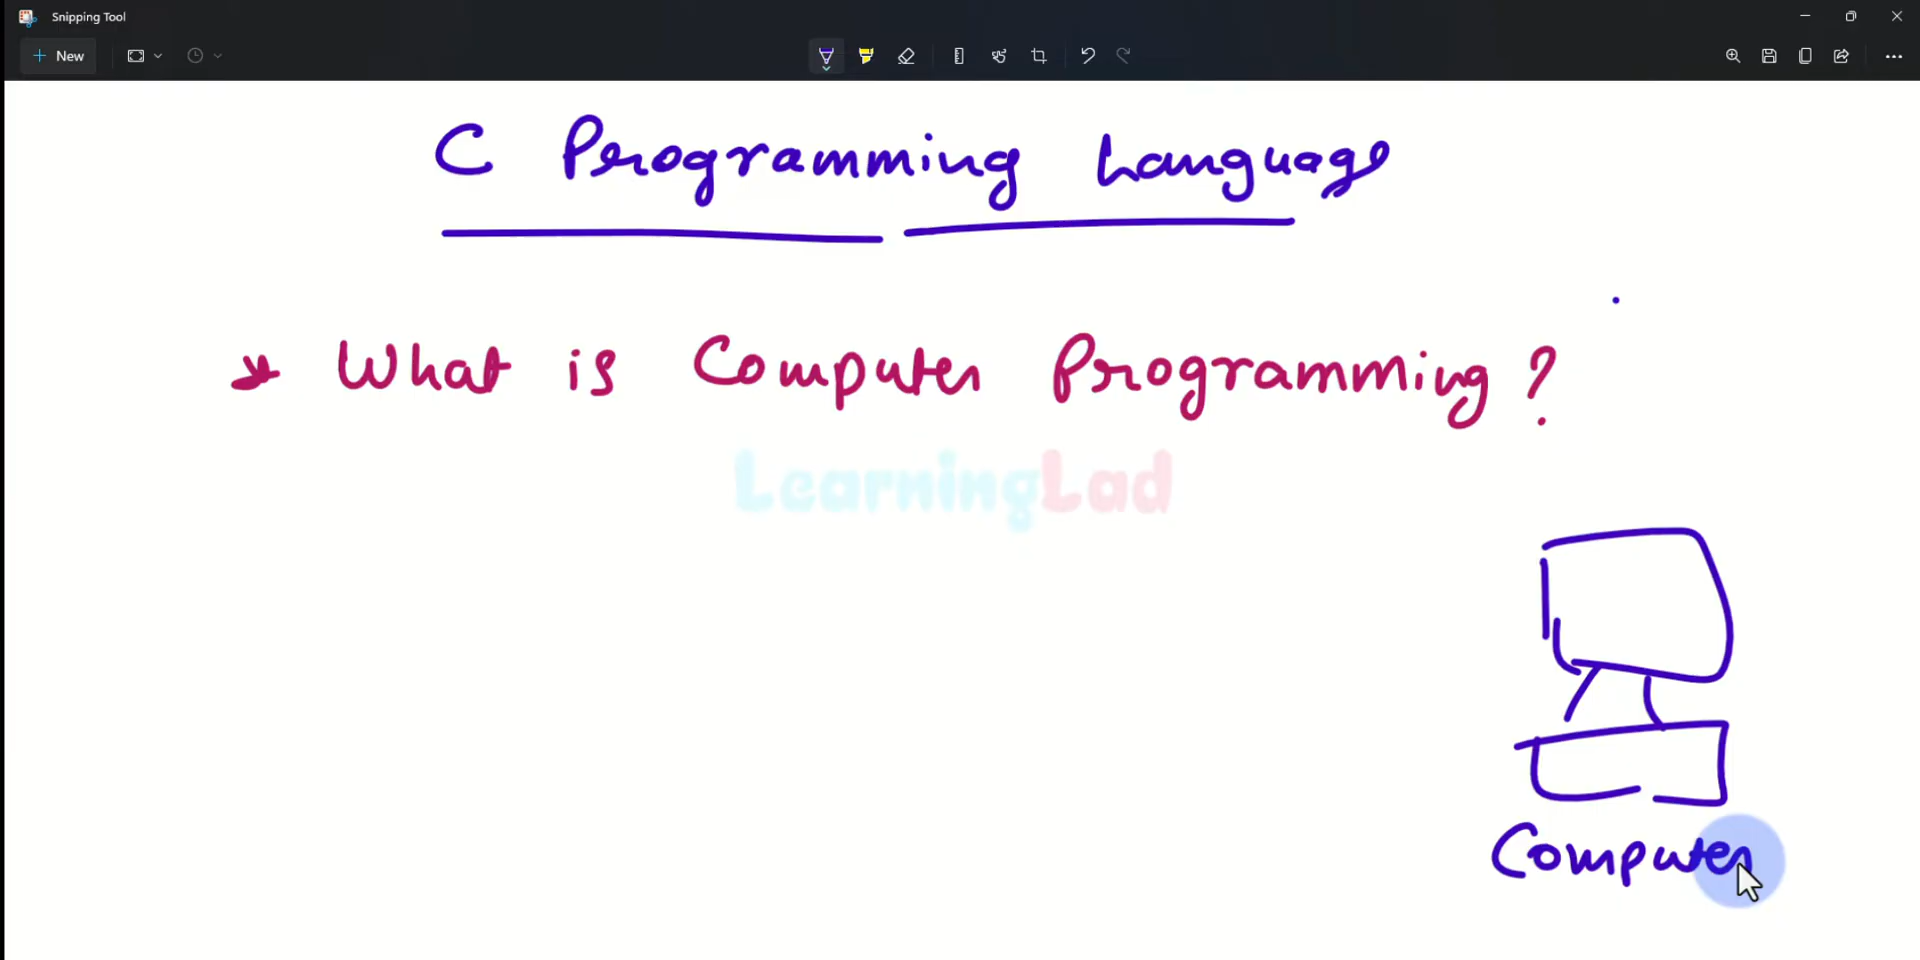 Snipping Tool
New
C Programming Language
* What is Computer Programming?
LearningLad
Computer